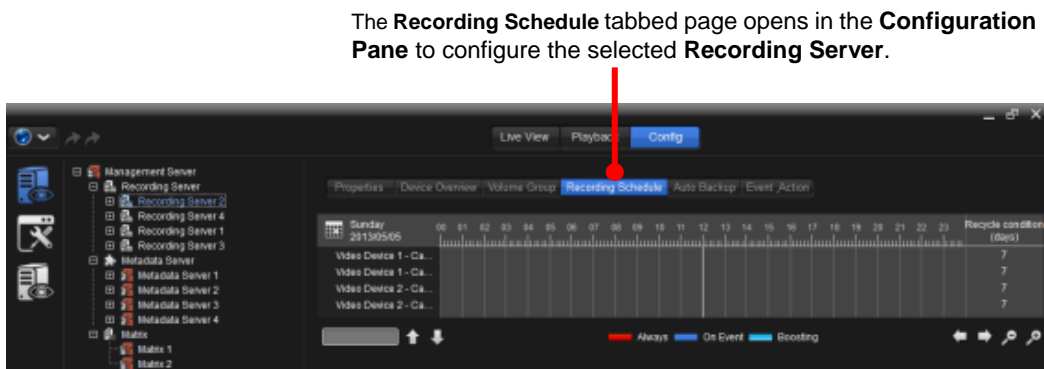 The Recording Schedule tabbed page opens in the Configuration
Pane to configure the selected Recording Server.
Live View Playback Config
Management Server
Recording Server
Recording Server 2
Recording Server 4
Recording Server 1
Recording Server 3
Metadata Server
Metadata Server 1
Metadata Server 2
Metadata Server 3
Metadata Server 4
Matrix
Matrix 1
Matrix 2
Properties Device Overview Volume Group Recording Schedule Auto Backup Event_Action
Sunday
2013/05/05
00 01 02 03 04 05 06 07 08 09 10 11 12 13 14 15 16 17 18 19 20 21 22 23
Recycle condition
(days)
Video Device 1 - Ca... 7
Video Device 1 - Ca... 7
Video Device 2 - Ca... 7
Video Device 2 - Ca... 7
Always On Event Boosting